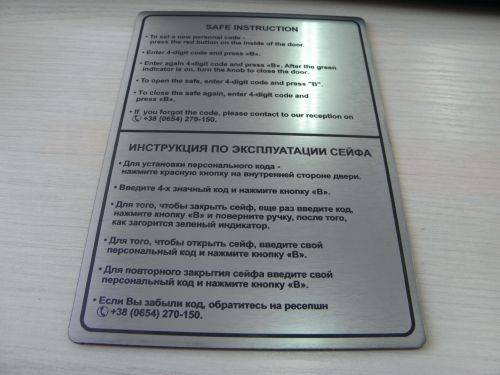 SAFE INSTRUCTION
• To set a new personal code -
press the red button on the inside of the door.
• Enter 4-digit code and press «B».
• Enter again 4-digit code and press «B». After the green
indicator is on, turn the knob to close the door.
• To open the safe, enter 4-digit code and press "B".
• To close the safe again, enter 4-digit code and
press «B».
• If you forgot the code, please contact to our reception on
✆ +38 (0654) 270-150.
ИНСТРУКЦИЯ ПО ЭКСПЛУАТАЦИИ СЕЙФА
• Для установки персонального кода -
нажмите красную кнопку на внутренней стороне двери.
• Введите 4-х значный код и нажмите кнопку «В».
• Для того, чтобы закрыть сейф, еще раз введите код,
нажмите кнопку «В» и поверните ручку, после того,
как загорится зеленый индикатор.
• Для того, чтобы открыть сейф, введите свой
персональный код и нажмите кнопку «В».
• Для повторного закрытия сейфа введите свой
персональный код и нажмите кнопку «В».
• Если Вы забыли код, обратитесь на ресепшн
✆ +38 (0654) 270-150.